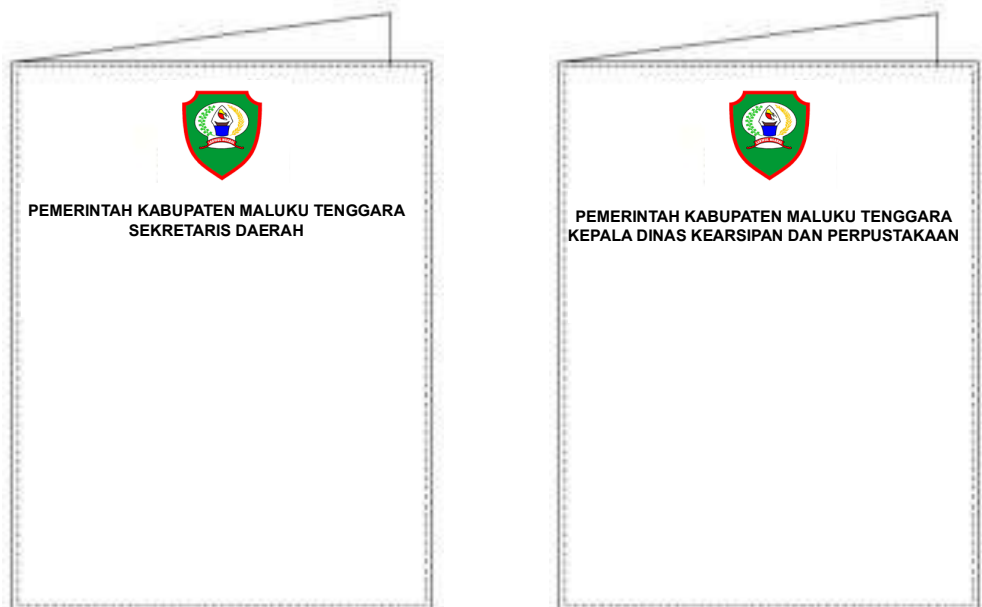 PEMERINTAH KABUPATEN MALUKU TENGGARA
SEKRETARIS DAERAH
PEMERINTAH KABUPATEN MALUKU TENGGARA
KEPALA DINAS KEARSIPAN DAN PERPUSTAKAAN